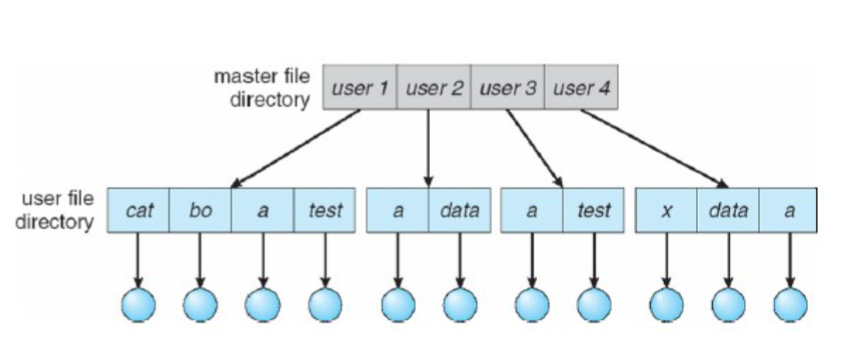 master file directory
user 1 user 2 user 3 user 4
user file directory
cat bo a test a data a test x data a